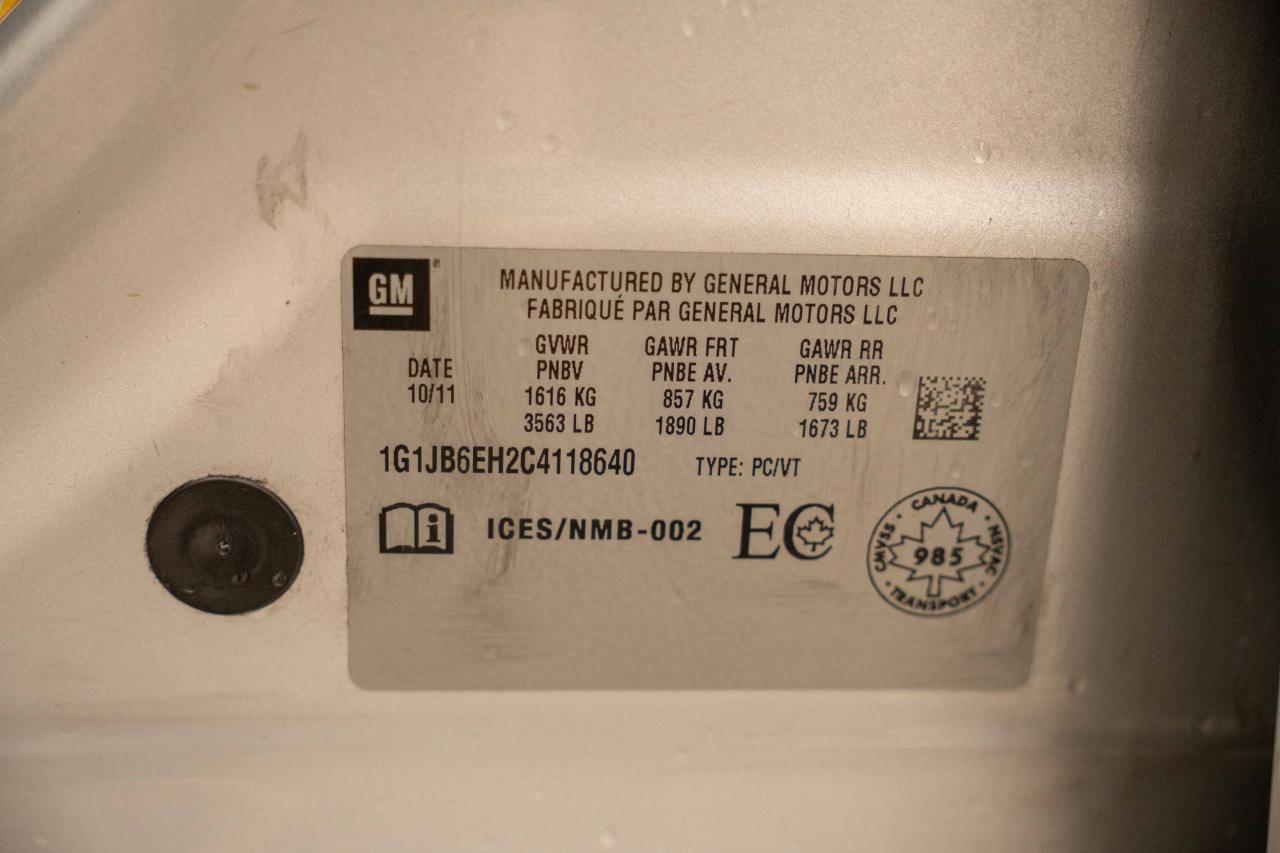 GM®
MANUFACTURED BY GENERAL MOTORS LLC
FABRIQUÉ PAR GENERAL MOTORS LLC
GVWR GAWR FRT GAWR RR
DATE PNBV PNBE AV. PNBE ARR.
10/11 1616 KG 857 KG 759 KG
3563 LB 1890 LB 1673 LB
1G1JB6EH2C4118640 TYPE: PC/VT
i ICES/NMB-002 EC
CANADA
CMVSS 985 NSVAC
TRANSPORT